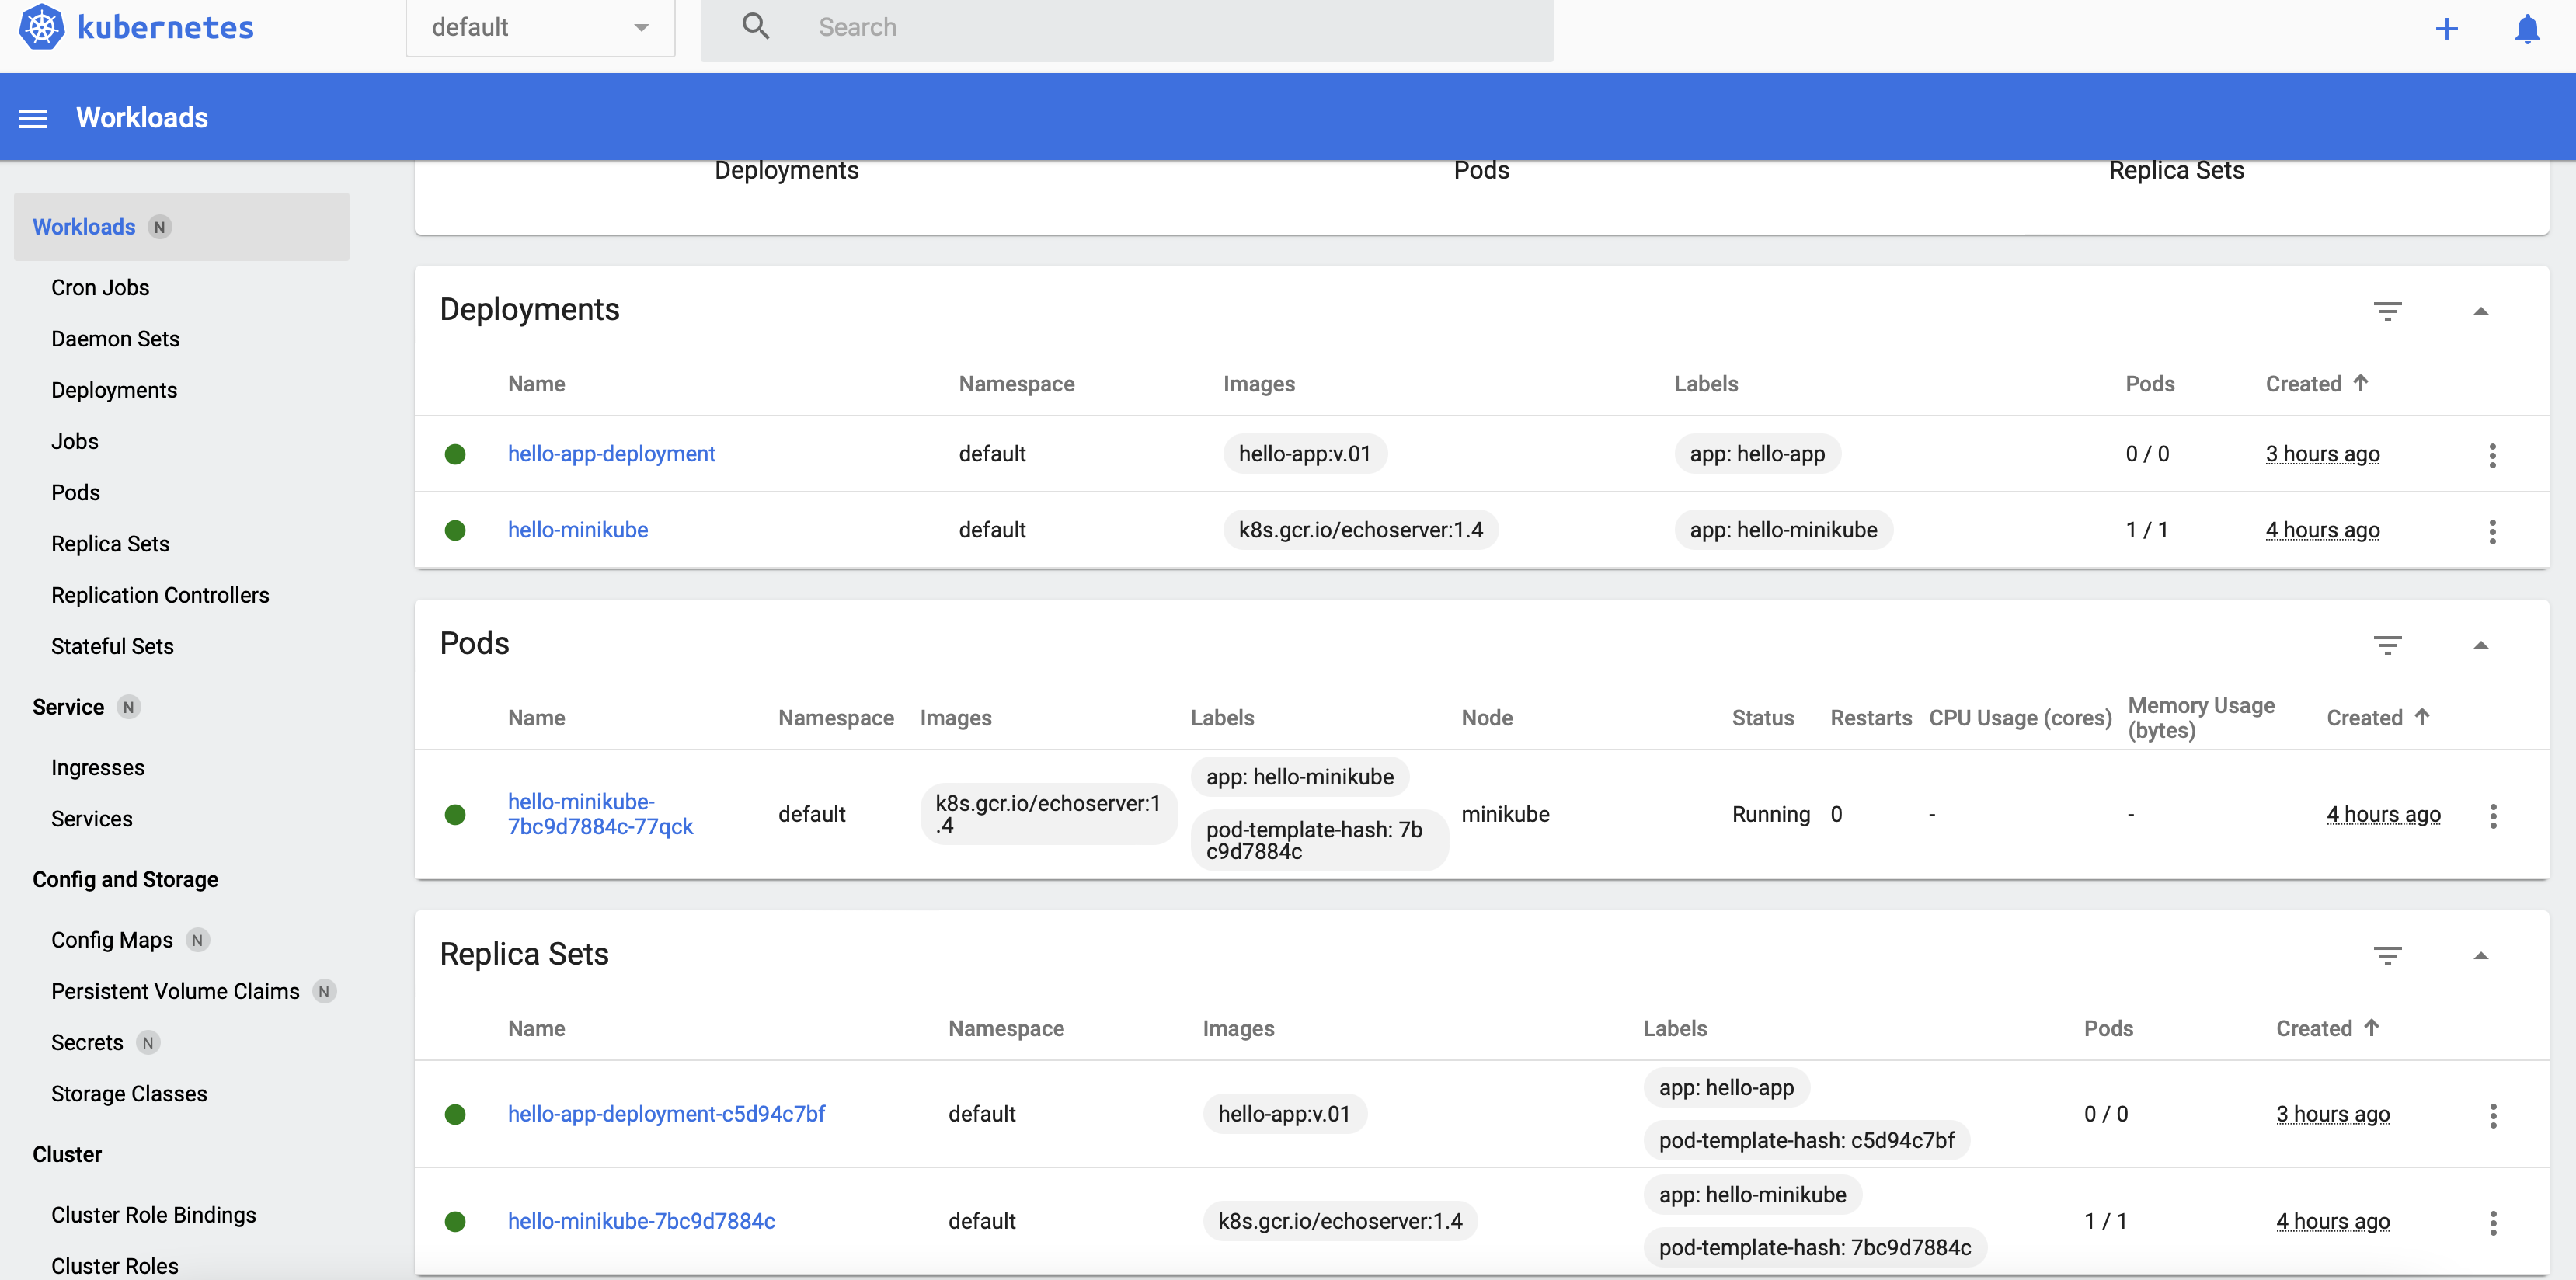 kubernetes
default
Search
Workloads
Deployments Pods Replica Sets
Workloads N
Cron Jobs
Daemon Sets
Deployments
Jobs
Pods
Replica Sets
Replication Controllers
Stateful Sets
Service N
Ingresses
Services
Config and Storage
Config Maps N
Persistent Volume Claims N
Secrets N
Storage Classes
Cluster
Cluster Role Bindings
Cluster Roles
Deployments
Name Namespace Images Labels Pods Created
hello-app-deployment default hello-app:v.01 app: hello-app 0 / 0 3 hours ago
hello-minikube default k8s.gcr.io/echoserver:1.4 app: hello-minikube 1 / 1 4 hours ago
Pods
Name Namespace Images Labels Node Status Restarts CPU Usage (cores) Memory Usage
(bytes) Created
hello-minikube-
7bc9d7884c-77qck
default
k8s.gcr.io/echoserver:1
.4
app: hello-minikube
pod-template-hash: 7b
c9d7884c
minikube Running 0 - - 4 hours ago
Replica Sets
Name Namespace Images Labels Pods Created
hello-app-deployment-c5d94c7bf default hello-app:v.01
app: hello-app
pod-template-hash: c5d94c7bf
0 / 0 3 hours ago
hello-minikube-7bc9d7884c default k8s.gcr.io/echoserver:1.4
app: hello-minikube
pod-template-hash: 7bc9d7884c
1 / 1 4 hours ago